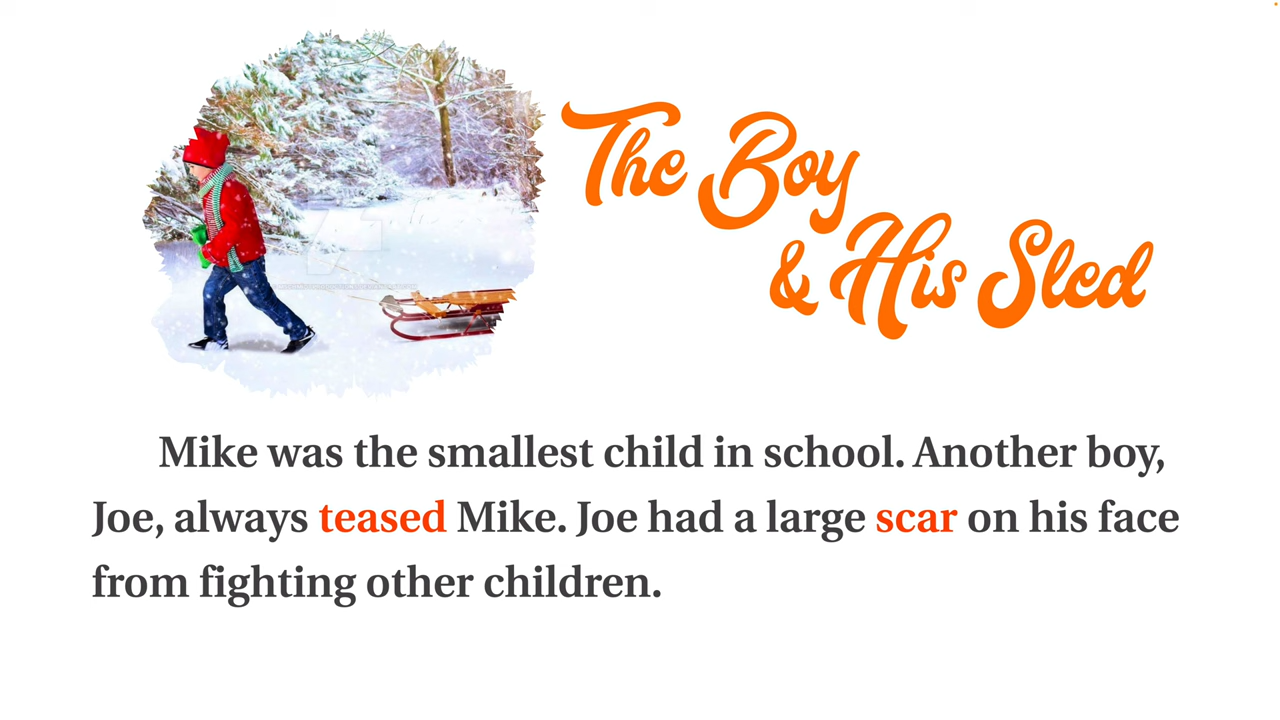 The Boy
& His Sled
Mike was the smallest child in school. Another boy,
Joe, always teased Mike. Joe had a large scar on his face
from fighting other children.